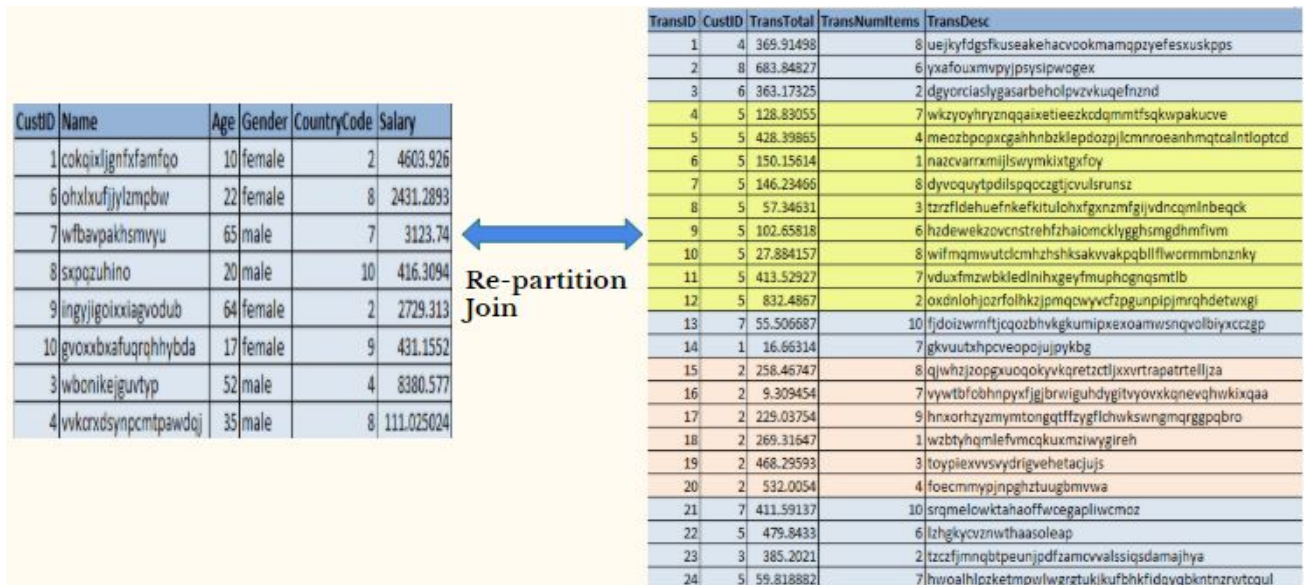 CustID Name Age Gender CountryCode Salary
1 cokqixljgnfxfamfqo 10 female 2 4603.926
6 ohxlxufjjylzmpbw 22 female 8 2431.2893
7 wfbavpakhsmvyu 65 male 7 3123.74
8 sxpqzuhino 20 male 10 416.3094
9 ingyjigoixxiagvodub 64 female 2 2729.313
10 gvoxxbxafuqrqhhybda 17 female 9 431.1552
3 wbonikejguvtyp 52 male 4 8380.577
4 vvkcrxdsynpcmtpawdqj 35 male 8 111.025024
Re-partition
Join
TransID CustID TransTotal TransNumItems TransDesc
1 4 369.91498 8 uejkyfdgsfkuseakehacvookmamqpzyefesxuskpps
2 8 683.84827 6 yxafouxmvpyjpsysipwogex
3 6 363.17325 2 dgyorciaslygasarbeholpvzvkuqefnznd
4 5 128.83055 7 wkzyoyhryznqqaixetieezkcdqmmtfsqkwpakucve
5 5 428.39865 4 meozbpopxcgahhnbzklepdozpjlcmnroeanhmqtcalntloptcd
6 5 150.15614 1 nazcvarrxmijlswymkixtgxfoy
7 5 146.23466 8 dyvoquytpdilspqoczgtjcvulsrunsz
8 5 57.34631 3 tzrzfldehuefnkefkitulohxfgxnzmfgijvdncqmlnbeqck
9 5 102.65818 6 hzdewekzovcnstrehfzhaiomcklygghsmgdhmfivm
10 5 27.884157 8 wifmqmwutclcmhzhshksakvvakpqbllflwormmbnznky
11 5 413.52927 7 vduxfmzwbkledlnihxgeyfmuphognqsmtlb
12 5 832.4867 2 oxdnlohjozrfolhkzjpmqcwyvcfzpgunpipjmrqhdetwxgi
13 7 55.506687 10 fjdoizwrnftjcqozbhvkgkumipxexoamwsnqvolbiyxcczgp
14 1 16.66314 7 gkvuutxhpcveopojujpykbg
15 2 258.46747 8 qjwhzjzopgxuoqokyvkqretzctljxxvrtrapatrtelljza
16 2 9.309454 7 vywtbfobhnpyxfjgjbrwiguhdygitvyovxkqnevqhwkixqaa
17 2 229.03754 9 hnxorhzyzmymtongqtffzygflchwkswngmqrggpqbro
18 2 269.31647 1 wzbtyhqmlefvmcqkuxmziwygireh
19 2 468.29593 3 toypiexvvsvydrigvehetacjujs
20 2 532.0054 4 foecmmypjnpghztuugbmvwa
21 7 411.59137 10 srqmelowktahaoffwcegapliwcmoz
22 5 479.8433 6 lzhgkycvznwthaasoleap
23 3 385.2021 2 tzczfjmnqbtpeunjpdfzamcvvalssiqsdamajhya
24 5 59.818882 7